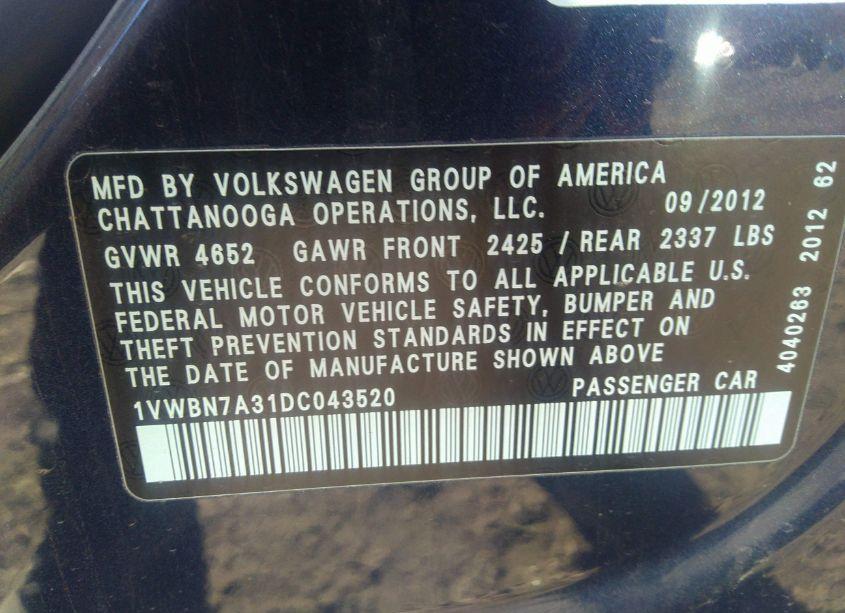 MFD BY VOLKSWAGEN GROUP OF AMERICA
CHATTANOOGA OPERATIONS, LLC. 09/2012
GVWR 4652 GAWR FRONT 2425 / REAR 2337 LBS
THIS VEHICLE CONFORMS TO ALL APPLICABLE U.S.
FEDERAL MOTOR VEHICLE SAFETY, BUMPER AND
THEFT PREVENTION STANDARDS IN EFFECT ON
THE DATE OF MANUFACTURE SHOWN ABOVE
1VWBN7A31DC043520 PASSENGER CAR
4040263 2012 62